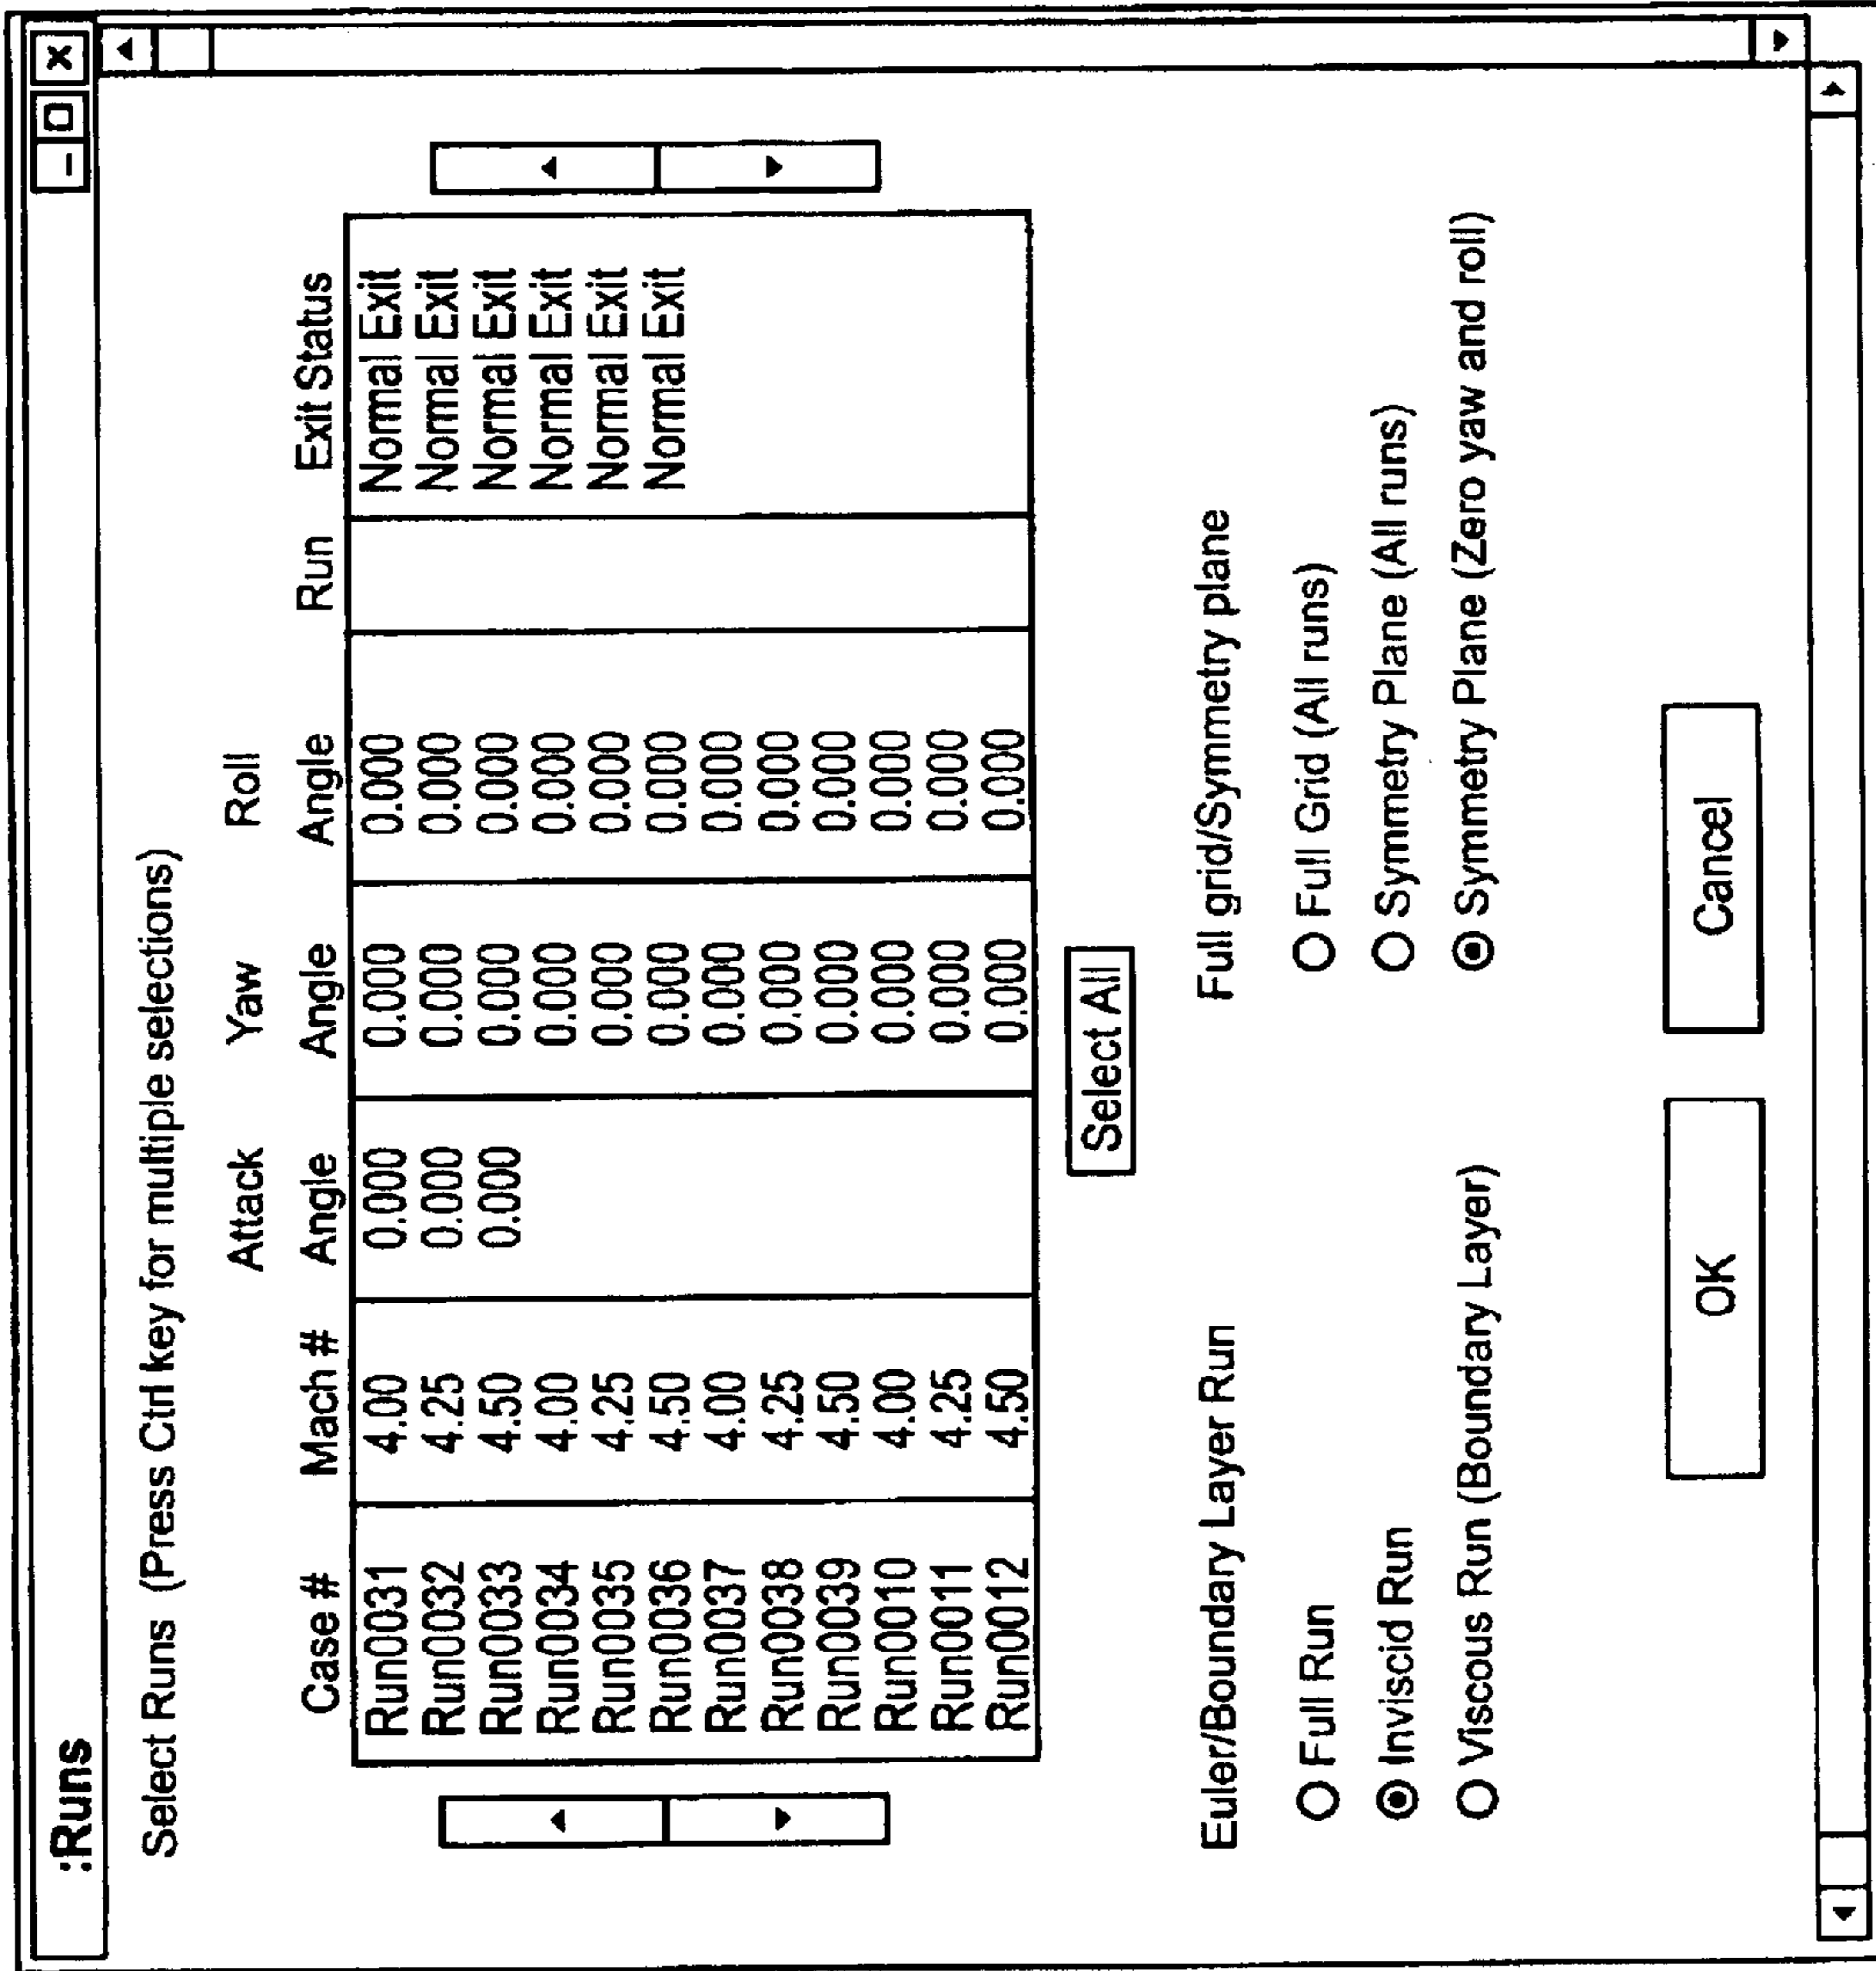 :Runs
Select Runs (Press Ctrl key for multiple selections)
Attack Yaw Roll
Case # Mach # Angle Angle Angle Run Exit Status
Run0031 4.00 0.000 0.000 0.000 Normal Exit
Run0032 4.25 0.000 0.000 0.000 Normal Exit
Run0033 4.50 0.000 0.000 0.000 Normal Exit
Run0034 4.00 0.000 0.000 Normal Exit
Run0035 4.25 0.000 0.000 Normal Exit
Run0036 4.50 0.000 0.000 Normal Exit
Run0037 4.00 0.000 0.000
Run0038 4.25 0.000 0.000
Run0039 4.50 0.000 0.000
Run0010 4.00 0.000 0.000
Run0011 4.25 0.000 0.000
Run0012 4.50 0.000 0.000
Select All
Euler/Boundary Layer Run Full grid/Symmetry plane
Full Run Full Grid (All runs)
Inviscid Run Symmetry Plane (All runs)
Viscous Run (Boundary Layer) Symmetry Plane (Zero yaw and roll)
OK Cancel